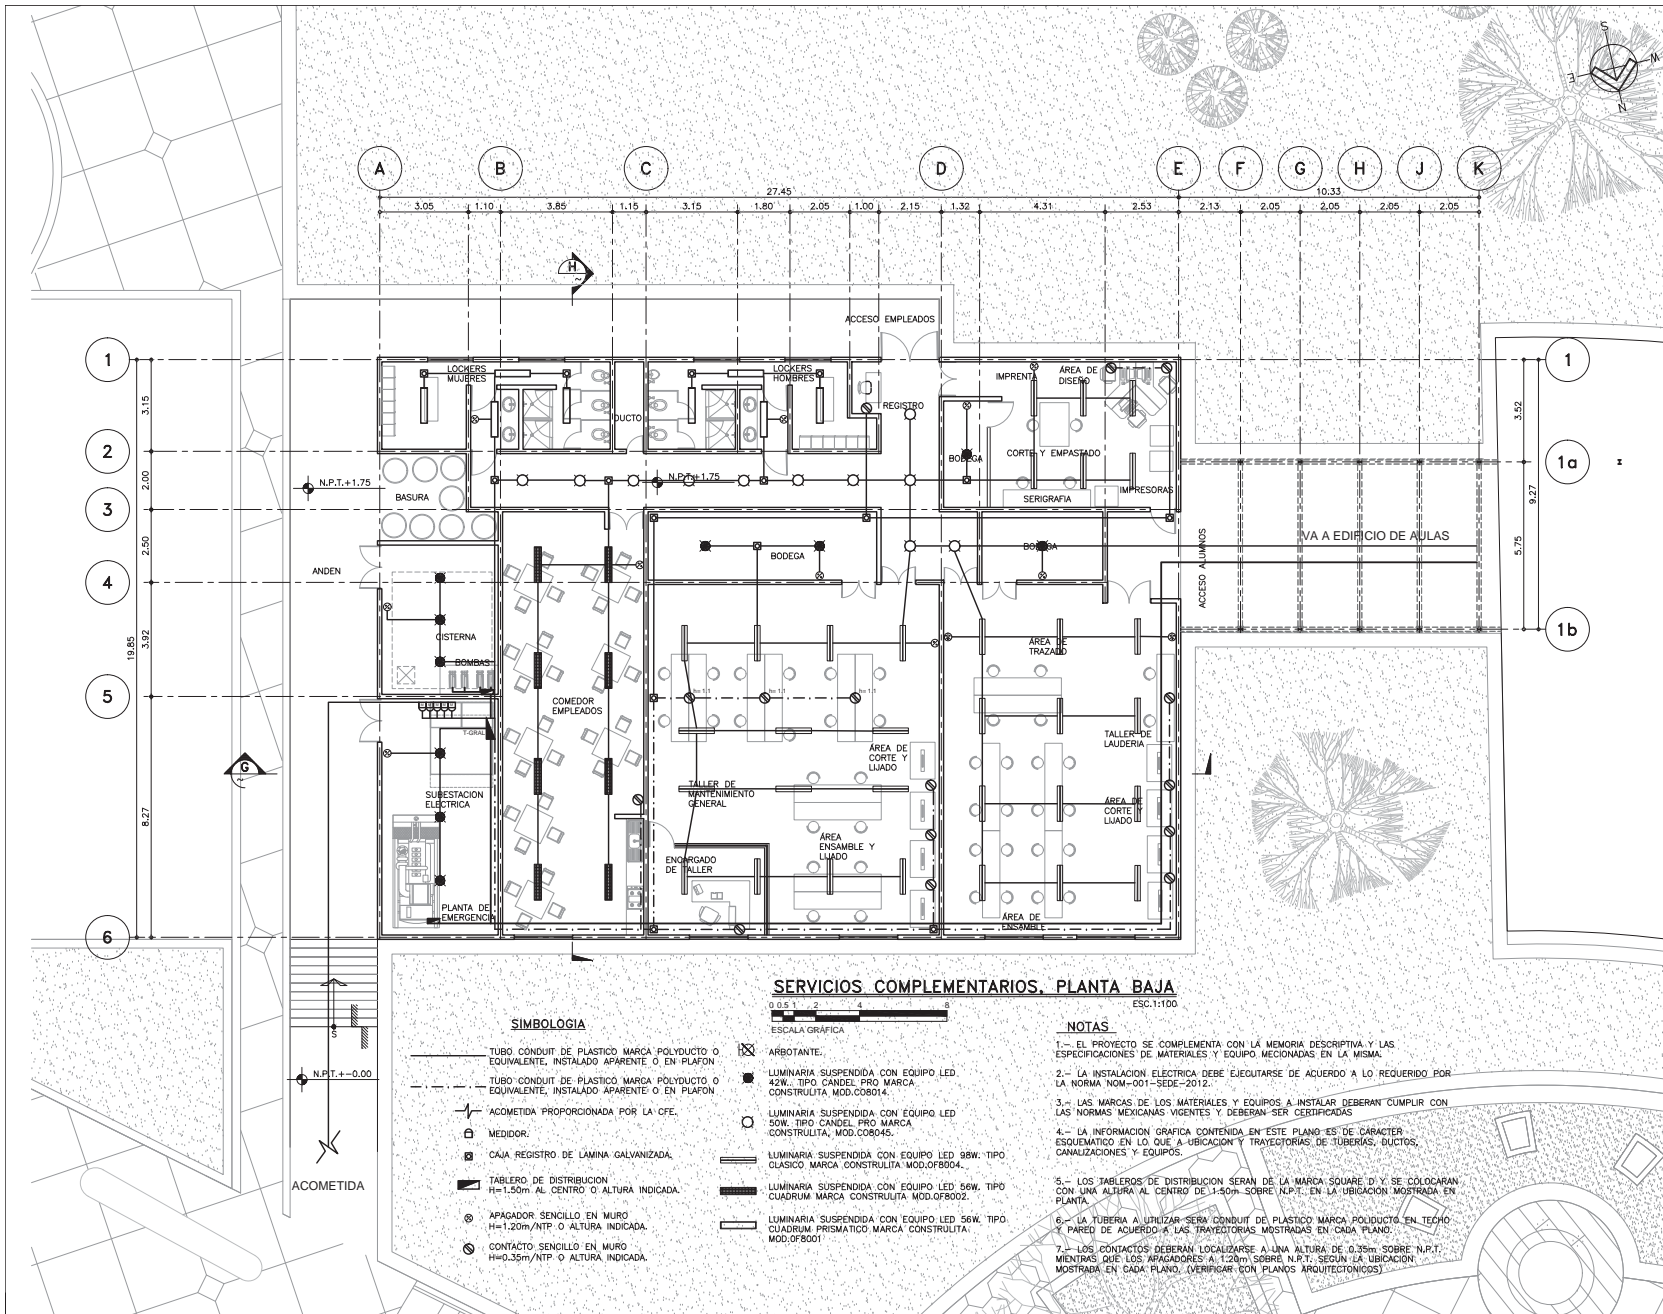 S
W
E
N
A
B
C
D
E
F
G
H
J
K
27.45
10.33
3.05
1.10
3.85
1.15
3.15
1.80
2.05
1.00
2.15
1.32
4.31
2.53
2.13
2.05
2.05
2.05
2.05
H
ACCESO EMPLEADOS
1
1
LOCKERS
MUJERES
LOCKERS
HOMBRES
IMPRENTA
ÁREA DE
DISEÑO
REGISTRO
DUCTO
3.15
3.52
2
BODEGA
CORTE Y EMPASTADO
1a
N.P.T.+1.75
BASURA
N.P.T.+1.75
2.00
SERIGRAFIA
IMPRESORAS
9.27
3
VA A EDIFICIO DE AULAS
2.50
5.75
BODEGA
BODEGA
ANDEN
ACCESO ALUMNOS
4
1b
CISTERNA
BOMBAS
3.92
19.85
ÁREA DE
TRAZADO
5
h= 1.1
h= 1.1
h= 1.1
COMEDOR
EMPLEADOS
T-GRAL
TALLER DE
LAUDERIA
ÁREA DE
CORTE Y
LIJADO
G
TALLER DE
MANTENIMIENTO
GENERAL
SUBESTACION
ELECTRICA
ÁREA DE
CORTE Y
LIJADO
8.27
ÁREA
ENSAMBLE Y
LIJADO
ENCARGADO
DE TALLER
PLANTA DE
EMERGENCIA
ÁREA DE
ENSAMBLE
6
S
N.P.T.+-0.00
ACOMETIDA
SERVICIOS COMPLEMENTARIOS, PLANTA BAJA
ESC.1:100
0 0.5 1 2 4 8
ESCALA GRÁFICA
SIMBOLOGIA
TUBO CONDUIT DE PLASTICO MARCA POLYDUCTO O
EQUIVALENTE, INSTALADO APARENTE O EN PLAFON
TUBO CONDUIT DE PLASTICO MARCA POLYDUCTO O
EQUIVALENTE, INSTALADO APARENTE O EN PLAFON
ACOMETIDA PROPORCIONADA POR LA CFE.
MEDIDOR.
CAJA REGISTRO DE LAMINA GALVANIZADA.
TABLERO DE DISTRIBUCION
H=1.50m AL CENTRO O ALTURA INDICADA.
APAGADOR SENCILLO EN MURO
H=1.20m/NTP O ALTURA INDICADA.
CONTACTO SENCILLO EN MURO
H=0.35m/NTP O ALTURA INDICADA.
ARBOTANTE.
LUMINARIA SUSPENDIDA CON EQUIPO LED
42W. TIPO CANDEL PRO MARCA
CONSTRULITA MOD.CO8014.
LUMINARIA SUSPENDIDA CON EQUIPO LED
50W. TIPO CANDEL PRO MARCA
CONSTRULITA, MOD.CO8045.
LUMINARIA SUSPENDIDA CON EQUIPO LED 98W. TIPO
CLASICO MARCA CONSTRULITA MOD.OF8004.
LUMINARIA SUSPENDIDA CON EQUIPO LED 56W. TIPO
CUADRUM MARCA CONSTRULITA MOD.OF8002.
LUMINARIA SUSPENDIDA CON EQUIPO LED 56W. TIPO
CUADRUM PRISMATICO MARCA CONSTRULITA.
MOD.OF8001
NOTAS
1.- EL PROYECTO SE COMPLEMENTA CON LA MEMORIA DESCRIPTIVA Y LAS
ESPECIFICACIONES DE MATERIALES Y EQUIPO MECIONADAS EN LA MISMA.
2.- LA INSTALACION ELECTRICA DEBE EJECUTARSE DE ACUERDO A LO REQUERIDO POR
LA NORMA NOM-001-SEDE-2012.
3.- LAS MARCAS DE LOS MATERIALES Y EQUIPOS A INSTALAR DEBERAN CUMPLIR CON
LAS NORMAS MEXICANAS VIGENTES Y DEBERAN SER CERTIFICADAS
4.- LA INFORMACION GRAFICA CONTENIDA EN ESTE PLANO ES DE CARACTER
ESQUEMATICO EN LO QUE A UBICACION Y TRAYECTORIAS DE TUBERIAS, DUCTOS,
CANALIZACIONES Y EQUIPOS.
5.- LOS TABLEROS DE DISTRIBUCION SERAN DE LA MARCA SQUARE D Y SE COLOCARAN
CON UNA ALTURA AL CENTRO DE 1.50m SOBRE N.P.T. EN LA UBICACION MOSTRADA EN
PLANTA.
6.- LA TUBERIA A UTILIZAR SERA CONDUIT DE PLASTICO MARCA POLIDUCTO EN TECHO
Y PARED DE ACUERDO A LAS TRAYECTORIAS MOSTRADAS EN CADA PLANO.
7.- LOS CONTACTOS DEBERAN LOCALIZARSE A UNA ALTURA DE 0.35m SOBRE N.P.T.
MIENTRAS QUE LOS APAGADORES A 1.20m SOBRE N.P.T. SEGUN LA UBICACION
MOSTRADA EN CADA PLANO. (VERIFICAR CON PLANOS ARQUITECTONICOS)